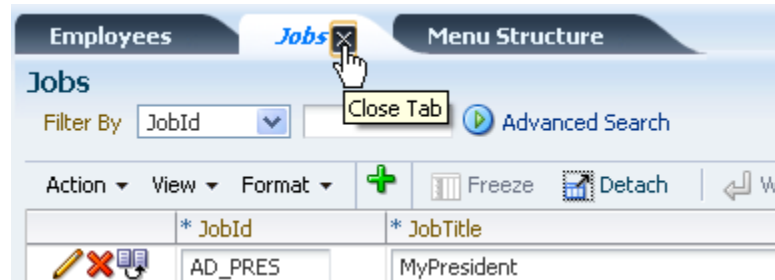 Employees Jobs Menu Structure
Jobs
Close Tab
Filter By JobId Advanced Search
Action View Format Freeze Detach W
* JobId * JobTitle
AD_PRES MyPresident